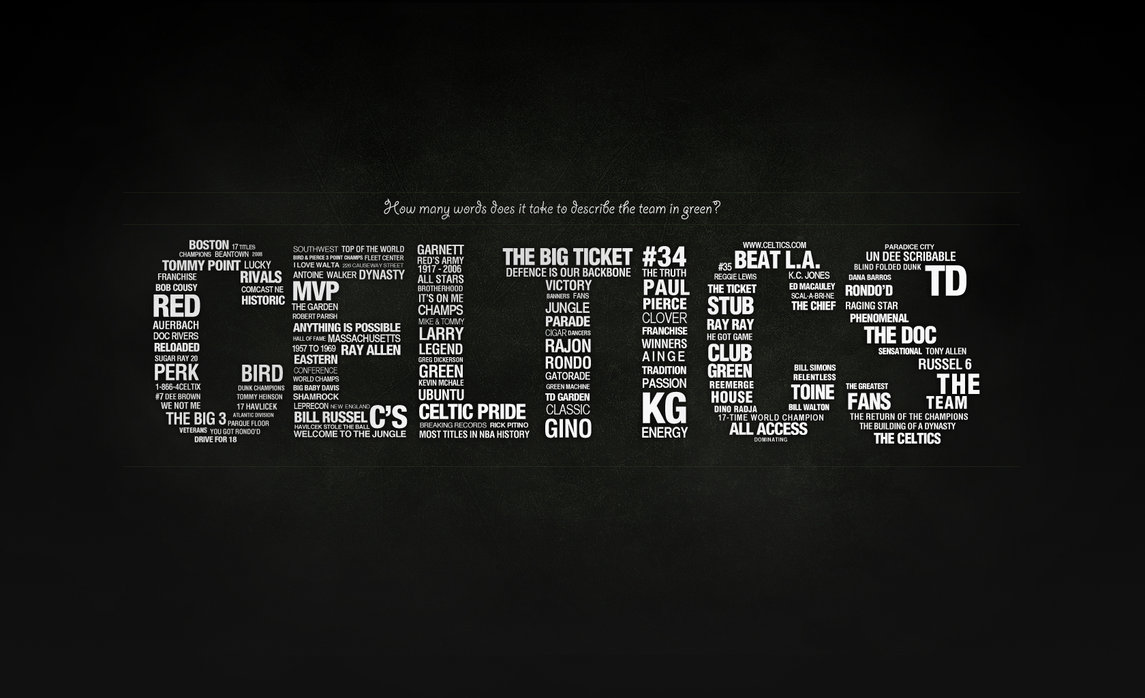 How many words does it take to describe the team in green?
BOSTON 17 TITLES
CHAMPIONS BEANTOWN 2008
TOMMY POINT LUCKY
FRANCHISE RIVALS
BOB COUSY COMCAST NE
RED HISTORIC
AUERBACH
DOC RIVERS
RELOADED
SUGAR RAY 20
PERK BIRD
1-866-4CELTIX DUNK CHAMPIONS
#7 DEE BROWN TOMMY HEINSON
WE NOT ME 17 HAVLICEK
THE BIG 3 ATLANTIC DIVISION
PARQUE FLOOR
VETERANS YOU GOT RONDO'D
DRIVE FOR 18
SOUTHWEST TOP OF THE WORLD
BIRD & PIERCE 3 POINT CHAMPS FLEET CENTER
I LOVE WALTA 226 CAUSEWAY STREET
ANTOINE WALKER DYNASTY
MVP
THE GARDEN
ROBERT PARISH
ANYTHING IS POSSIBLE
HALL OF FAME MASSACHUSETTS
1957 TO 1969 RAY ALLEN
EASTERN
CONFERENCE
WORLD CHAMPS
BIG BABY DAVIS
SHAMROCK
LEPRECON NEW ENGLAND
BILL RUSSEL C'S
HAVILCEK STOLE THE BALL
WELCOME TO THE JUNGLE
GARNETT
RED'S ARMY
1917 - 2006
ALL STARS
BROTHERHOOD
IT'S ON ME
CHAMPS
MIKE & TOMMY
LARRY
LEGEND
GREG DICKERSON
GREEN
KEVIN MCHALE
UBUNTU
CELTIC PRIDE
BREAKING RECORDS RICK PITINO
MOST TITLES IN NBA HISTORY
THE BIG TICKET
DEFENCE IS OUR BACKBONE
VICTORY
BANNERS FANS
JUNGLE
PARADE
CIGAR DANCERS
RAJON
RONDO
GATORADE
GREEN MACHINE
TD GARDEN
CLASSIC
GINO
#34
THE TRUTH
PAUL
PIERCE
CLOVER
FRANCHISE
WINNERS
AINGE
TRADITION
PASSION
KG
ENERGY
WWW.CELTICS.COM
#35 BEAT L.A.
REGGIE LEWIS K.C. JONES
THE TICKET ED MACAULEY
STUB SCAL-A-BRI-NE
THE CHIEF
RAY RAY
HE GOT GAME
CLUB
GREEN BILL SIMONS
REEMERGE RELENTLESS
HOUSE TOINE
DINO RADJA BILL WALTON
17-TIME WORLD CHAMPION
ALL ACCESS
DOMINATING
PARADICE CITY
UN DEE SCRIBABLE
BLIND FOLDED DUNK TD
DANA BARROS
RONDO'D
RAGING STAR
PHENOMENAL
THE DOC
SENSATIONAL TONY ALLEN
RUSSEL 6
THE GREATEST THE
FANS TEAM
THE RETURN OF THE CHAMPIONS
THE BUILDING OF A DYNASTY
THE CELTICS